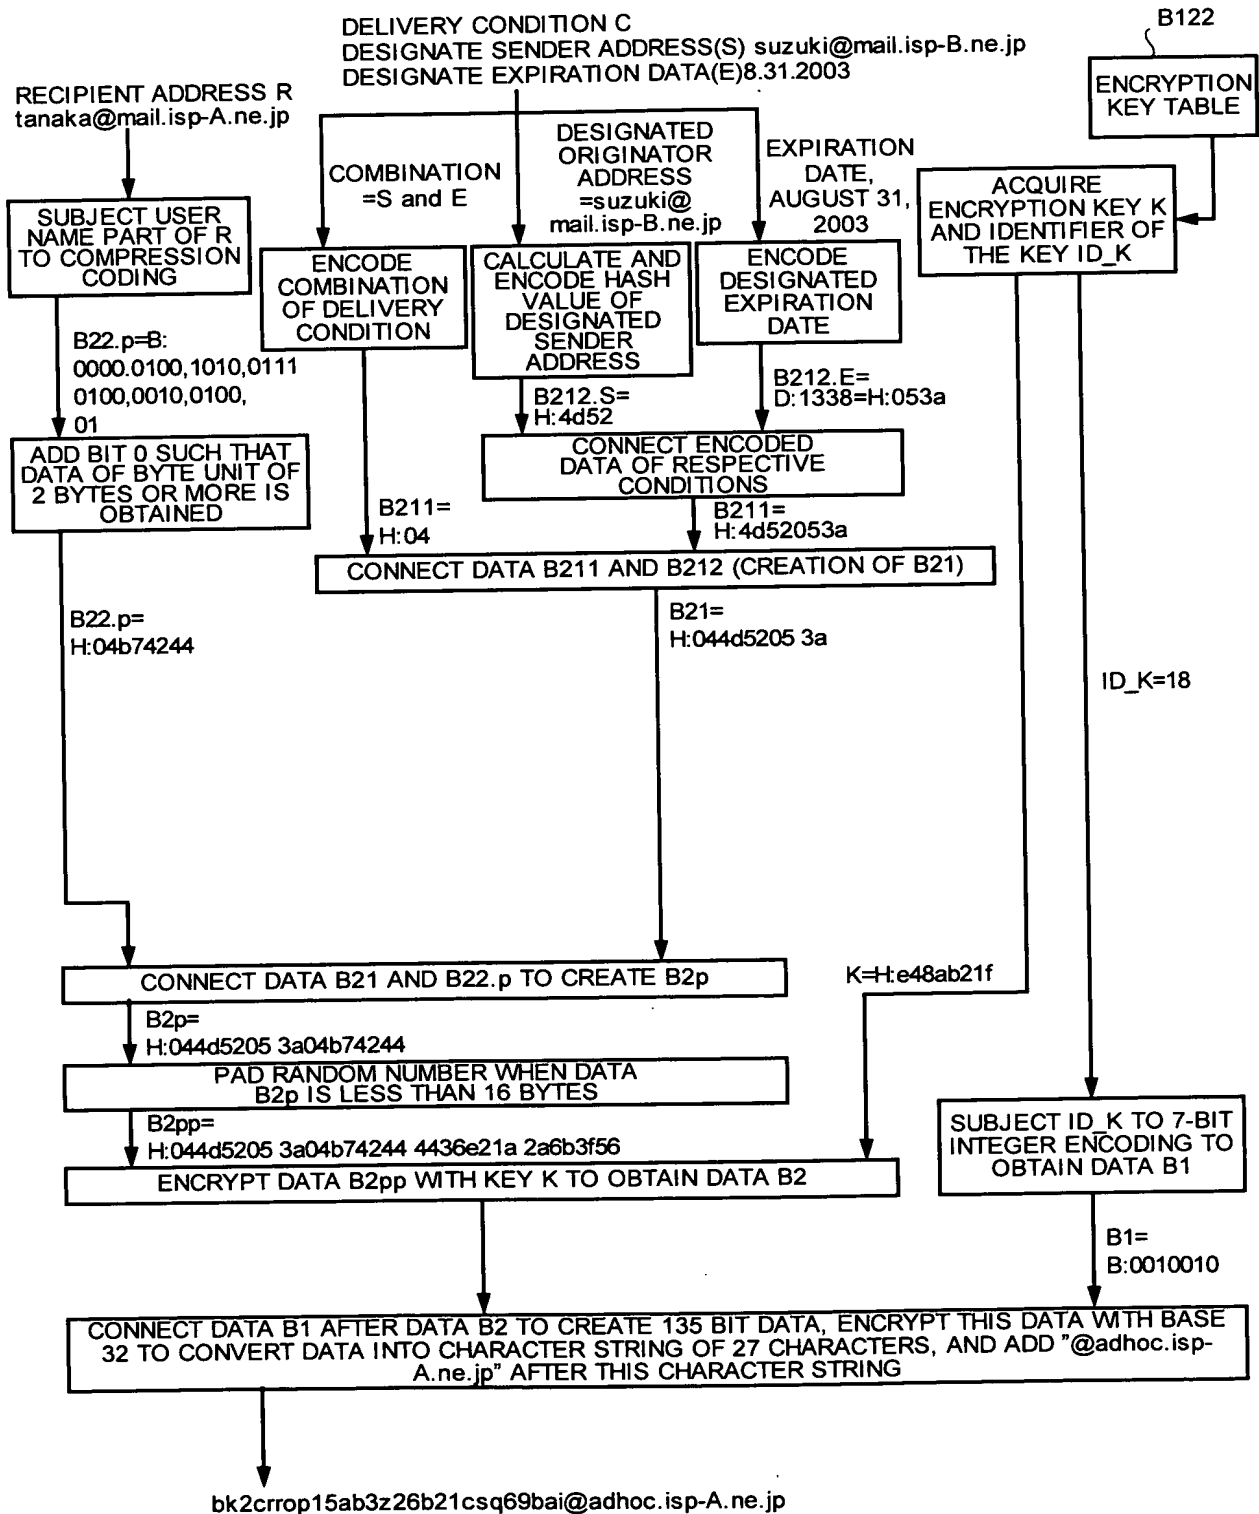 B122
DELIVERY CONDITION C
DESIGNATE SENDER ADDRESS(S) suzuki@mail.isp-B.ne.jp
DESIGNATE EXPIRATION DATA(E)8.31.2003
RECIPIENT ADDRESS R
tanaka@mail.isp-A.ne.jp
ENCRYPTION
KEY TABLE
COMBINATION
=S and E
DESIGNATED
ORIGINATOR
ADDRESS
=suzuki@
mail.isp-B.ne.jp
EXPIRATION
DATE,
AUGUST 31,
2003
ACQUIRE
ENCRYPTION KEY K
AND IDENTIFIER OF
THE KEY ID_K
SUBJECT USER
NAME PART OF R
TO COMPRESSION
CODING
ENCODE
COMBINATION
OF DELIVERY
CONDITION
CALCULATE AND
ENCODE HASH
VALUE OF
DESIGNATED
SENDER
ADDRESS
ENCODE
DESIGNATED
EXPIRATION
DATE
B22.p=B:
0000.0100,1010,0111
0100,0010,0100,
01
B212.S=
H:4d52
B212.E=
D:1338=H:053a
ADD BIT 0 SUCH THAT
DATA OF BYTE UNIT OF
2 BYTES OR MORE IS
OBTAINED
CONNECT ENCODED
DATA OF RESPECTIVE
CONDITIONS
B211=
H:04
B211=
H:4d52053a
CONNECT DATA B211 AND B212 (CREATION OF B21)
B22.p=
H:04b74244
B21=
H:044d5205 3a
ID_K=18
CONNECT DATA B21 AND B22.p TO CREATE B2p
K=H:e48ab21f
B2p=
H:044d5205 3a04b74244
PAD RANDOM NUMBER WHEN DATA
B2p IS LESS THAN 16 BYTES
B2pp=
H:044d5205 3a04b74244 4436e21a 2a6b3f56
ENCRYPT DATA B2pp WITH KEY K TO OBTAIN DATA B2
SUBJECT ID_K TO 7-BIT
INTEGER ENCODING TO
OBTAIN DATA B1
B1=
B:0010010
CONNECT DATA B1 AFTER DATA B2 TO CREATE 135 BIT DATA, ENCRYPT THIS DATA WITH BASE
32 TO CONVERT DATA INTO CHARACTER STRING OF 27 CHARACTERS, AND ADD "@adhoc.isp-
A.ne.jp" AFTER THIS CHARACTER STRING
bk2crrop15ab3z26b21csq69bai@adhoc.isp-A.ne.jp